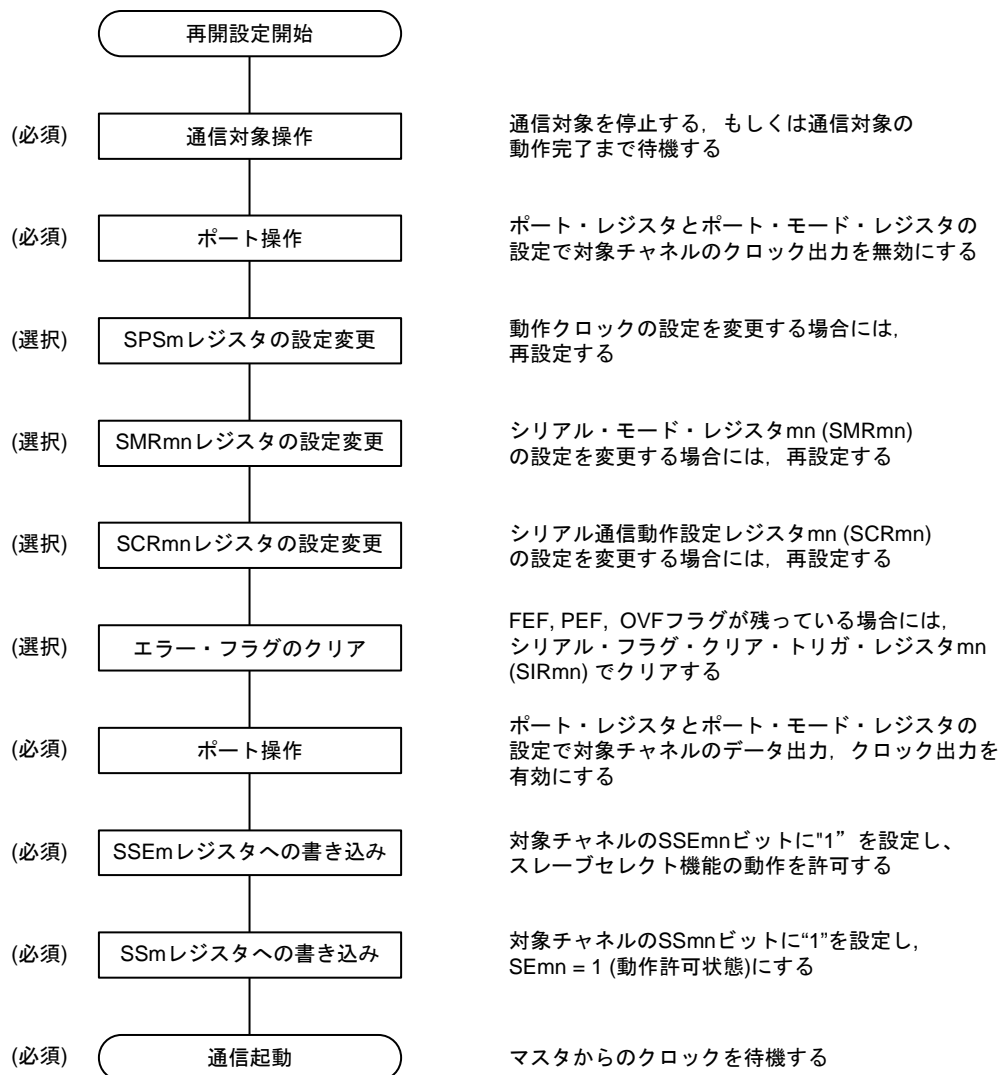 再開設定開始
(必須)
通信対象操作
通信対象を停止する，もしくは通信対象の
動作完了まで待機する
(必須)
ポート操作
ポート・レジスタとポート・モード・レジスタの
設定で対象チャネルのクロック出力を無効にする
(選択)
SPSmレジスタの設定変更
動作クロックの設定を変更する場合には，
再設定する
(選択)
SMRmnレジスタの設定変更
シリアル・モード・レジスタmn (SMRmn)
の設定を変更する場合には，再設定する
(選択)
SCRmnレジスタの設定変更
シリアル通信動作設定レジスタmn (SCRmn)
の設定を変更する場合には，再設定する
(選択)
エラー・フラグのクリア
FEF, PEF, OVFフラグが残っている場合には，
シリアル・フラグ・クリア・トリガ・レジスタmn
(SIRmn) でクリアする
(必須)
ポート操作
ポート・レジスタとポート・モード・レジスタの
設定で対象チャネルのデータ出力，クロック出力を
有効にする
(必須)
SSEmレジスタへの書き込み
対象チャネルのSSEmnビットに"1”を設定し、
スレーブセレクト機能の動作を許可する
(必須)
SSmレジスタへの書き込み
対象チャネルのSSmnビットに“1”を設定し，
SEmn = 1 (動作許可状態)にする
(必須)
通信起動
マスタからのクロックを待機する